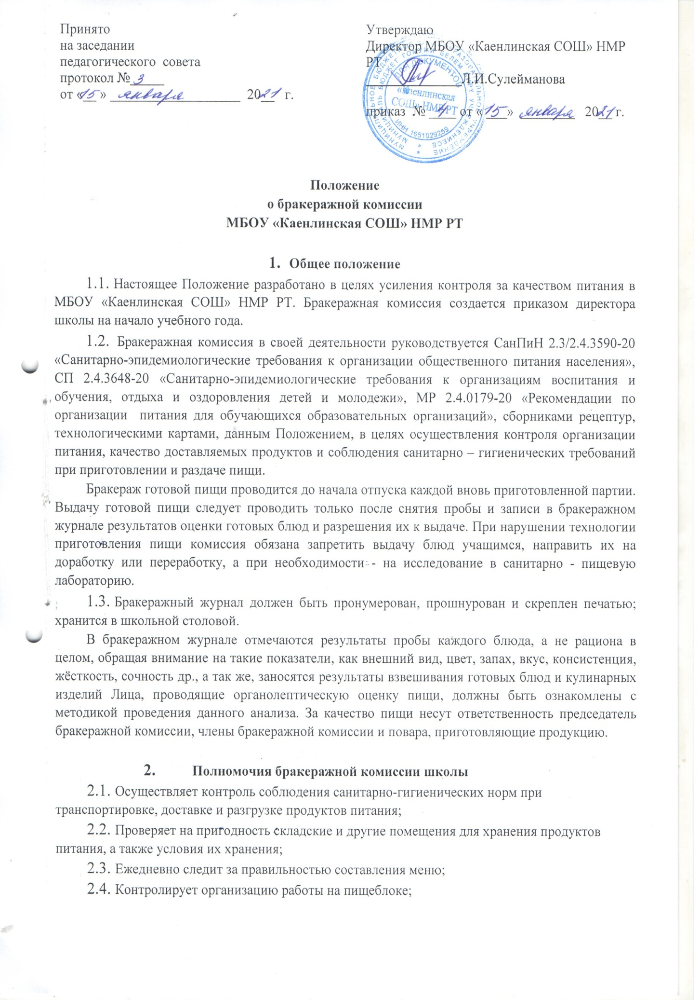 Принято
на заседании
педагогического совета
протокол № 3
от «15» января 2021 г.
Утверждаю
Директор МБОУ «Каенлинская СОШ» НМР
РТ
Л.И.Сулейманова
приказ № 4 от « 15 » января 2021 г.
ДЛЯ ДОКУМЕНТОВ
«Каенлинская
СОШ» НМР РТ
ИНН 1651029259
Положение
о бракеражной комиссии
МБОУ «Каенлинская СОШ» НМР РТ
1. Общее положение
1.1. Настоящее Положение разработано в целях усиления контроля за качеством питания в
МБОУ «Каенлинская СОШ» НМР РТ. Бракеражная комиссия создается приказом директора
школы на начало учебного года.
1.2. Бракеражная комиссия в своей деятельности руководствуется СанПиН 2.3/2.4.3590-20
«Санитарно-эпидемиологические требования к организации общественного питания населения»,
СП 2.4.3648-20 «Санитарно-эпидемиологические требования к организациям воспитания и
обучения, отдыха и оздоровления детей и молодежи», МР 2.4.0179-20 «Рекомендации по
организации питания для обучающихся образовательных организаций», сборниками рецептур,
технологическими картами, данным Положением, в целях осуществления контроля организации
питания, качество доставляемых продуктов и соблюдения санитарно – гигиенических требований
при приготовлении и раздаче пищи.
Бракераж готовой пищи проводится до начала отпуска каждой вновь приготовленной партии.
Выдачу готовой пищи следует проводить только после снятия пробы и записи в бракеражном
журнале результатов оценки готовых блюд и разрешения их к выдаче. При нарушении технологии
приготовления пищи комиссия обязана запретить выдачу блюд учащимся, направить их на
доработку или переработку, а при необходимости - на исследование в санитарно - пищевую
лабораторию.
1.3. Бракеражный журнал должен быть пронумерован, прошнурован и скреплен печатью;
хранится в школьной столовой.
В бракеражном журнале отмечаются результаты пробы каждого блюда, а не рациона в
целом, обращая внимание на такие показатели, как внешний вид, цвет, запах, вкус, консистенция,
жёсткость, сочность др., а так же, заносятся результаты взвешивания готовых блюд и кулинарных
изделий Лица, проводящие органолептическую оценку пищи, должны быть ознакомлены с
методикой проведения данного анализа. За качество пищи несут ответственность председатель
бракеражной комиссии, члены бракеражной комиссии и повара, приготовляющие продукцию.
2. Полномочия бракеражной комиссии школы
2.1. Осуществляет контроль соблюдения санитарно-гигиенических норм при
транспортировке, доставке и разгрузке продуктов питания;
2.2. Проверяет на пригодность складские и другие помещения для хранения продуктов
питания, а также условия их хранения;
2.3. Ежедневно следит за правильностью составления меню;
2.4. Контролирует организацию работы на пищеблоке;